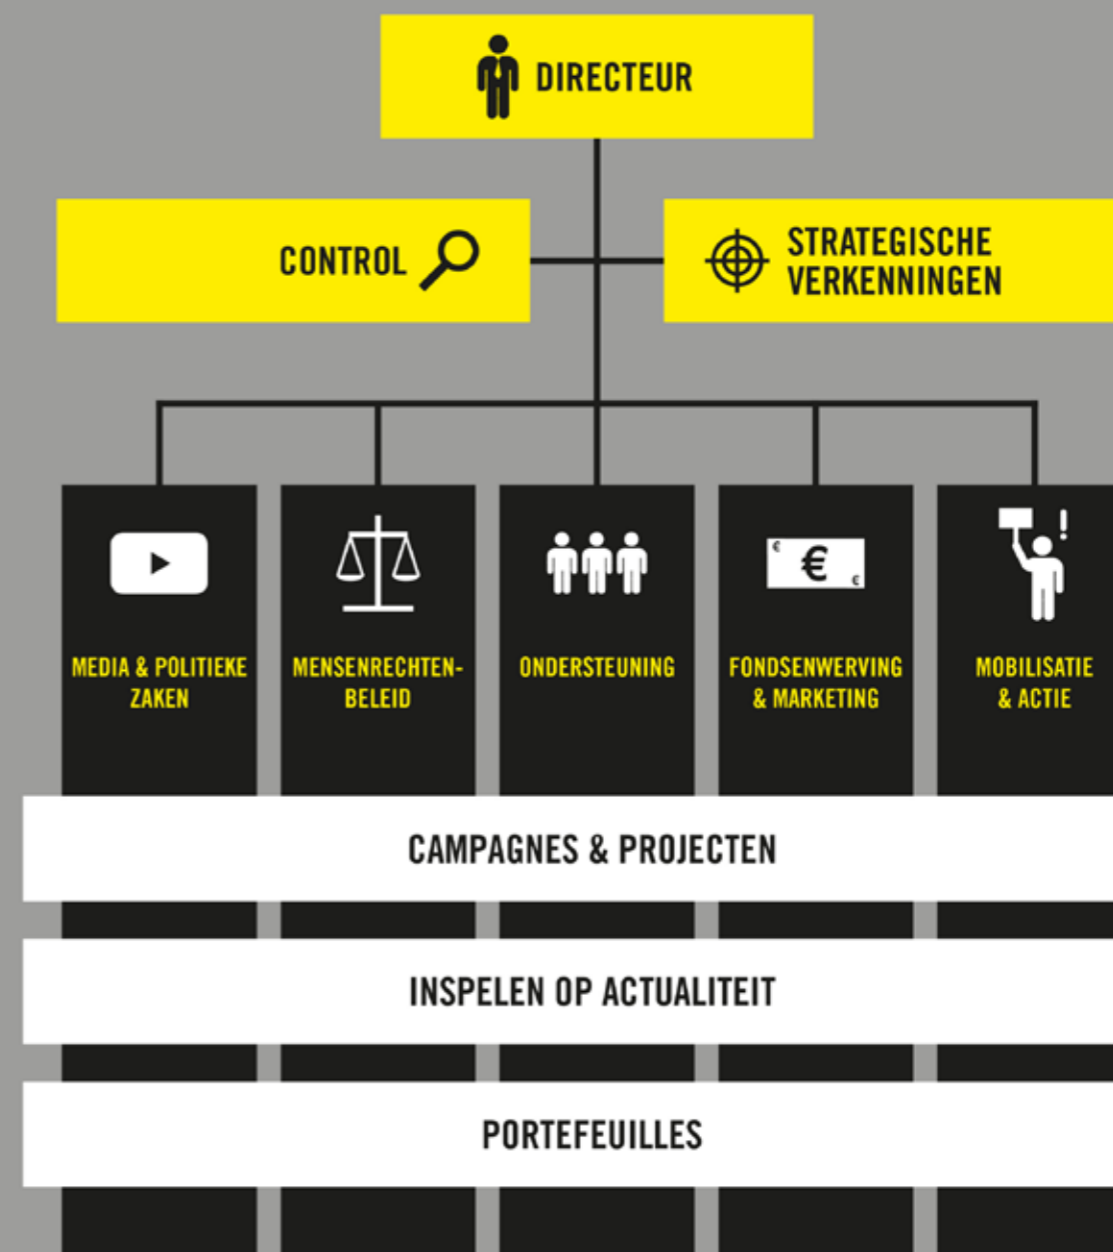 DIRECTEUR
CONTROL
STRATEGISCHE
VERKENNINGEN
€ € €
MEDIA & POLITIEKE
ZAKEN
MENSENRECHTEN-
BELEID
ONDERSTEUNING
FONDSENWERVING
& MARKETING
MOBILISATIE
& ACTIE
CAMPAGNES & PROJECTEN
INSPELEN OP ACTUALITEIT
PORTEFEUILLES